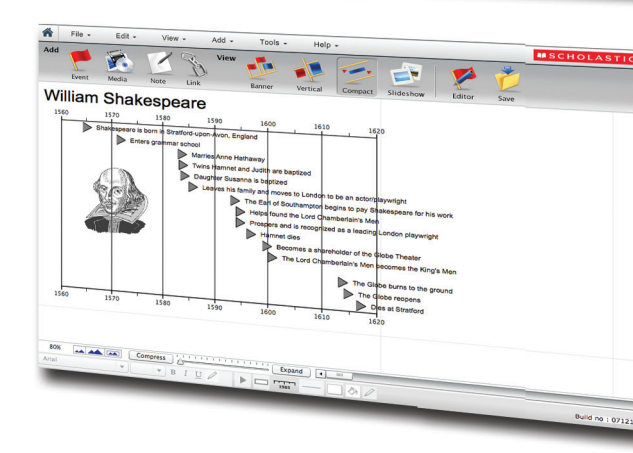 File Edit View Add Tools Help
Add View SCHOLASTIC
Event Media Note Link Banner Vertical Compact Slideshow Editor Save
William Shakespeare
1560 1570 1580 1590 1600 1610 1620
Shakespeare is born in Stratford-upon-Avon, England
Enters grammar school
Marries Anne Hathaway
Twins Hamnet and Judith are baptized
Daughter Susanna is baptized
Leaves his family and moves to London to be an actor/playwright
The Earl of Southampton begins to pay Shakespeare for his work
Helps found the Lord Chamberlain's Men
Prospers and is recognized as a leading London playwright
Hamnet dies
Becomes a shareholder of the Globe Theater
The Lord Chamberlain's Men becomes the King's Men
The Globe burns to the ground
The Globe reopens
Dies at Stratford
1560 1570 1580 1590 1600 1610 1620
80% Compress Expand
Arial B I U
Build no : 07121